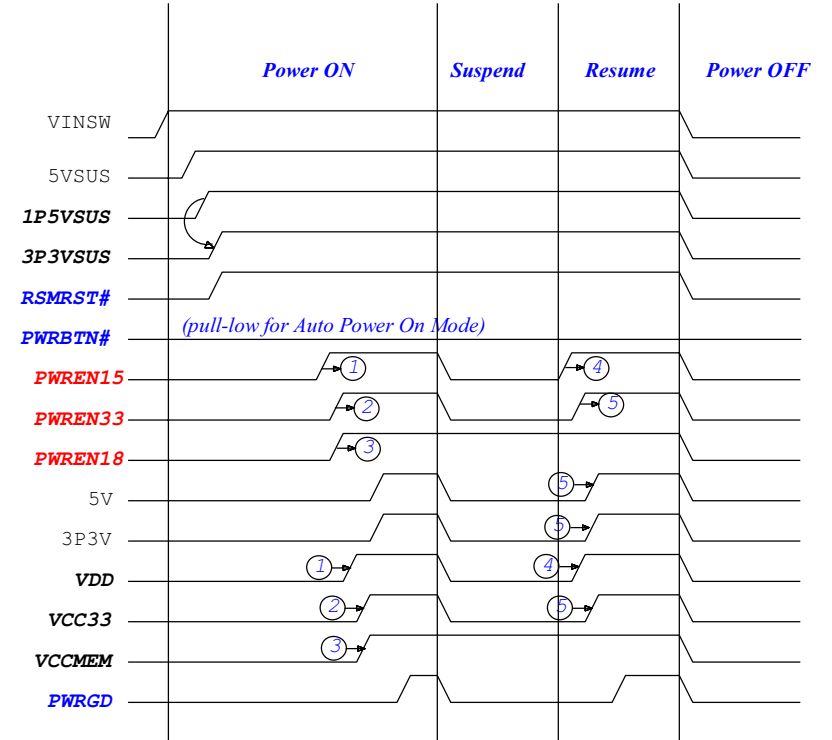 Power ON Suspend Resume Power OFF
VINSW
5VSUS
1P5VSUS
3P3VSUS
RSMRST#
(pull-low for Auto Power On Mode)
PWRBTN#
PWREN15 1 4
PWREN33 2 5
PWREN18 3
5V 5
3P3V 5
VDD 1 4
VCC33 2 5
VCCMEM 3
PWRGD